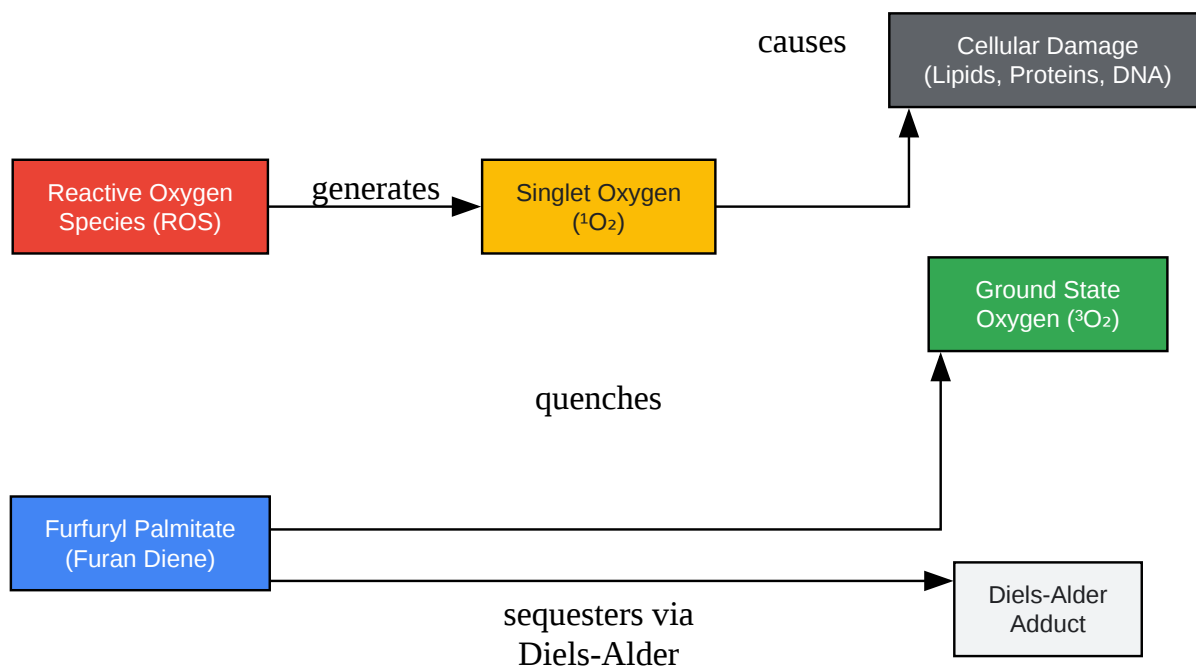 causes
Cellular Damage
(Lipids, Proteins, DNA)
Reactive Oxygen
Species (ROS)
generates
Singlet Oxygen
(¹O₂)
Ground State
Oxygen (³O₂)
quenches
Furfuryl Palmitate
(Furan Diene)
sequesters via
Diels-Alder
Diels-Alder
Adduct